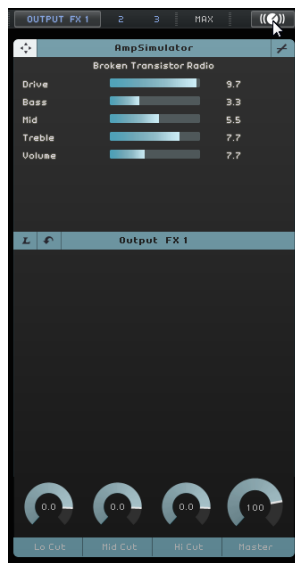 OUTPUT FX 1 2 3 MAX
AmpSimulator
Broken Transistor Radio
Drive 9.7
Bass 3.3
Mid 5.5
Treble 7.7
Volume 7.7
L Output FX 1
0.0 0.0 0.0 100
Lo Cut Mid Cut Hi Cut Master